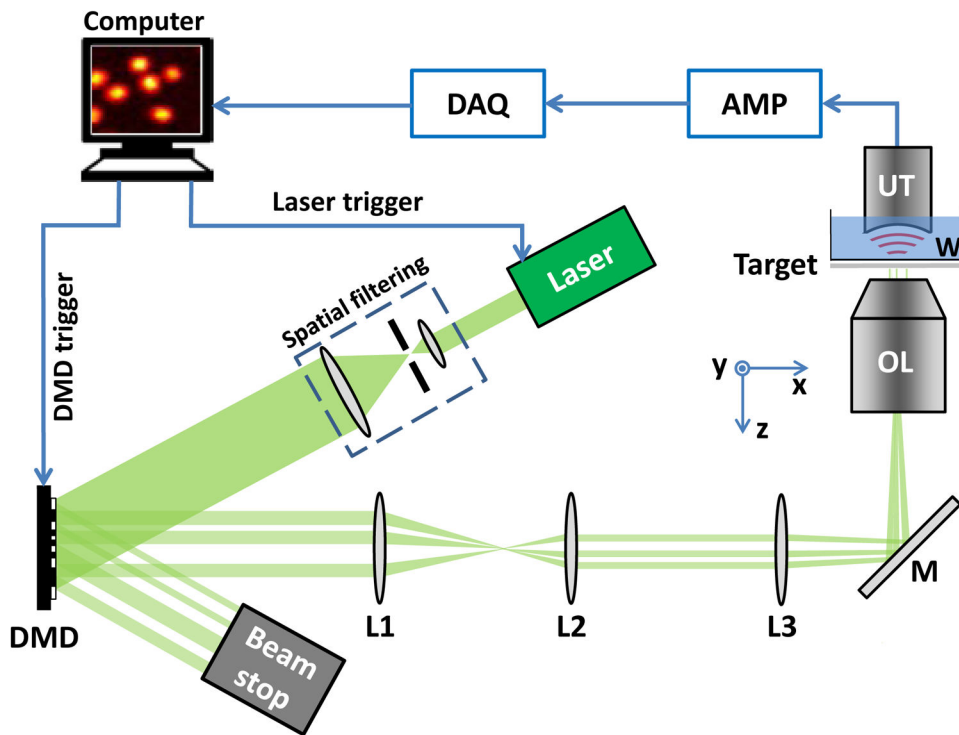 Computer
DAQ
AMP
UT
W
Laser trigger
Laser
Target
Spatial filtering
OL
DMD trigger
y
x
z
M
L1
L2
L3
DMD
Beam
stop